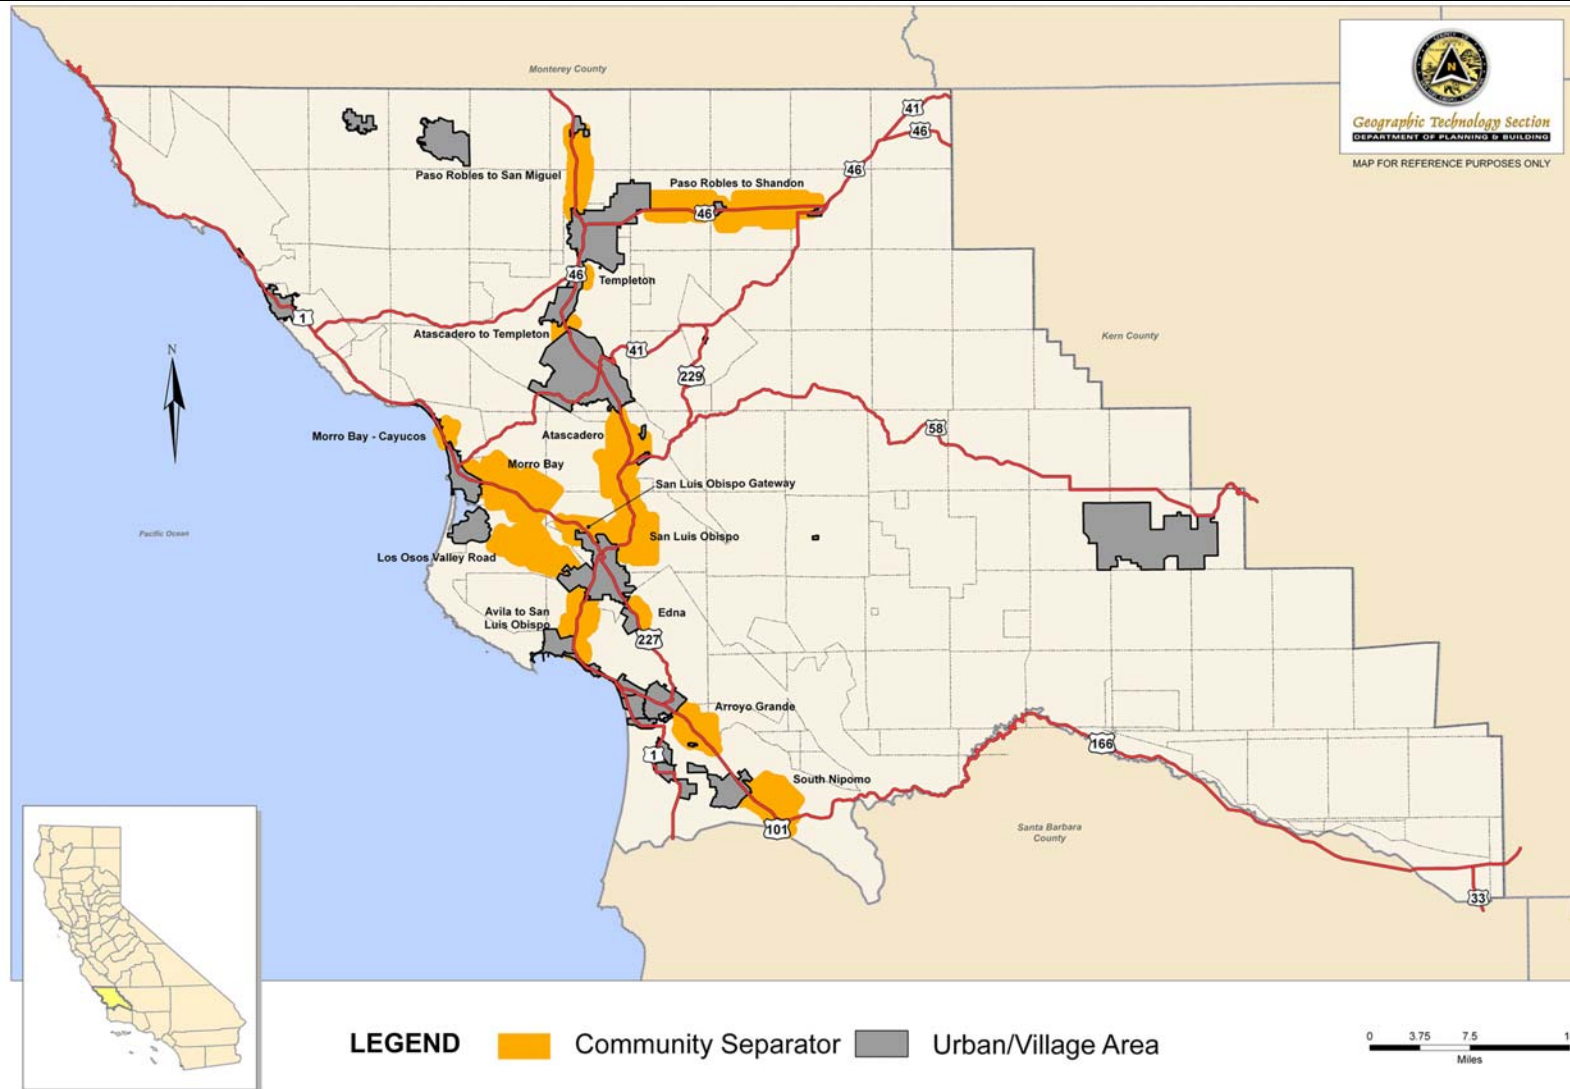 Monterey County
N
Geographic Technology Section
DEPARTMENT OF PLANNING & BUILDING
MAP FOR REFERENCE PURPOSES ONLY
41
46
46
Paso Robles to San Miguel
Paso Robles to Shandon
46
46
Templeton
1
Atascadero to Templeton
41
229
Kern County
N
Morro Bay - Cayucos
Atascadero
58
Morro Bay
San Luis Obispo Gateway
Pacific Ocean
San Luis Obispo
Los Osos Valley Road
Avila to San
Luis Obispo
Edna
227
Arroyo Grande
1
166
South Nipomo
101
Santa Barbara
County
33
LEGEND
Community Separator
Urban/Village Area
0 3.75 7.5 1
Miles